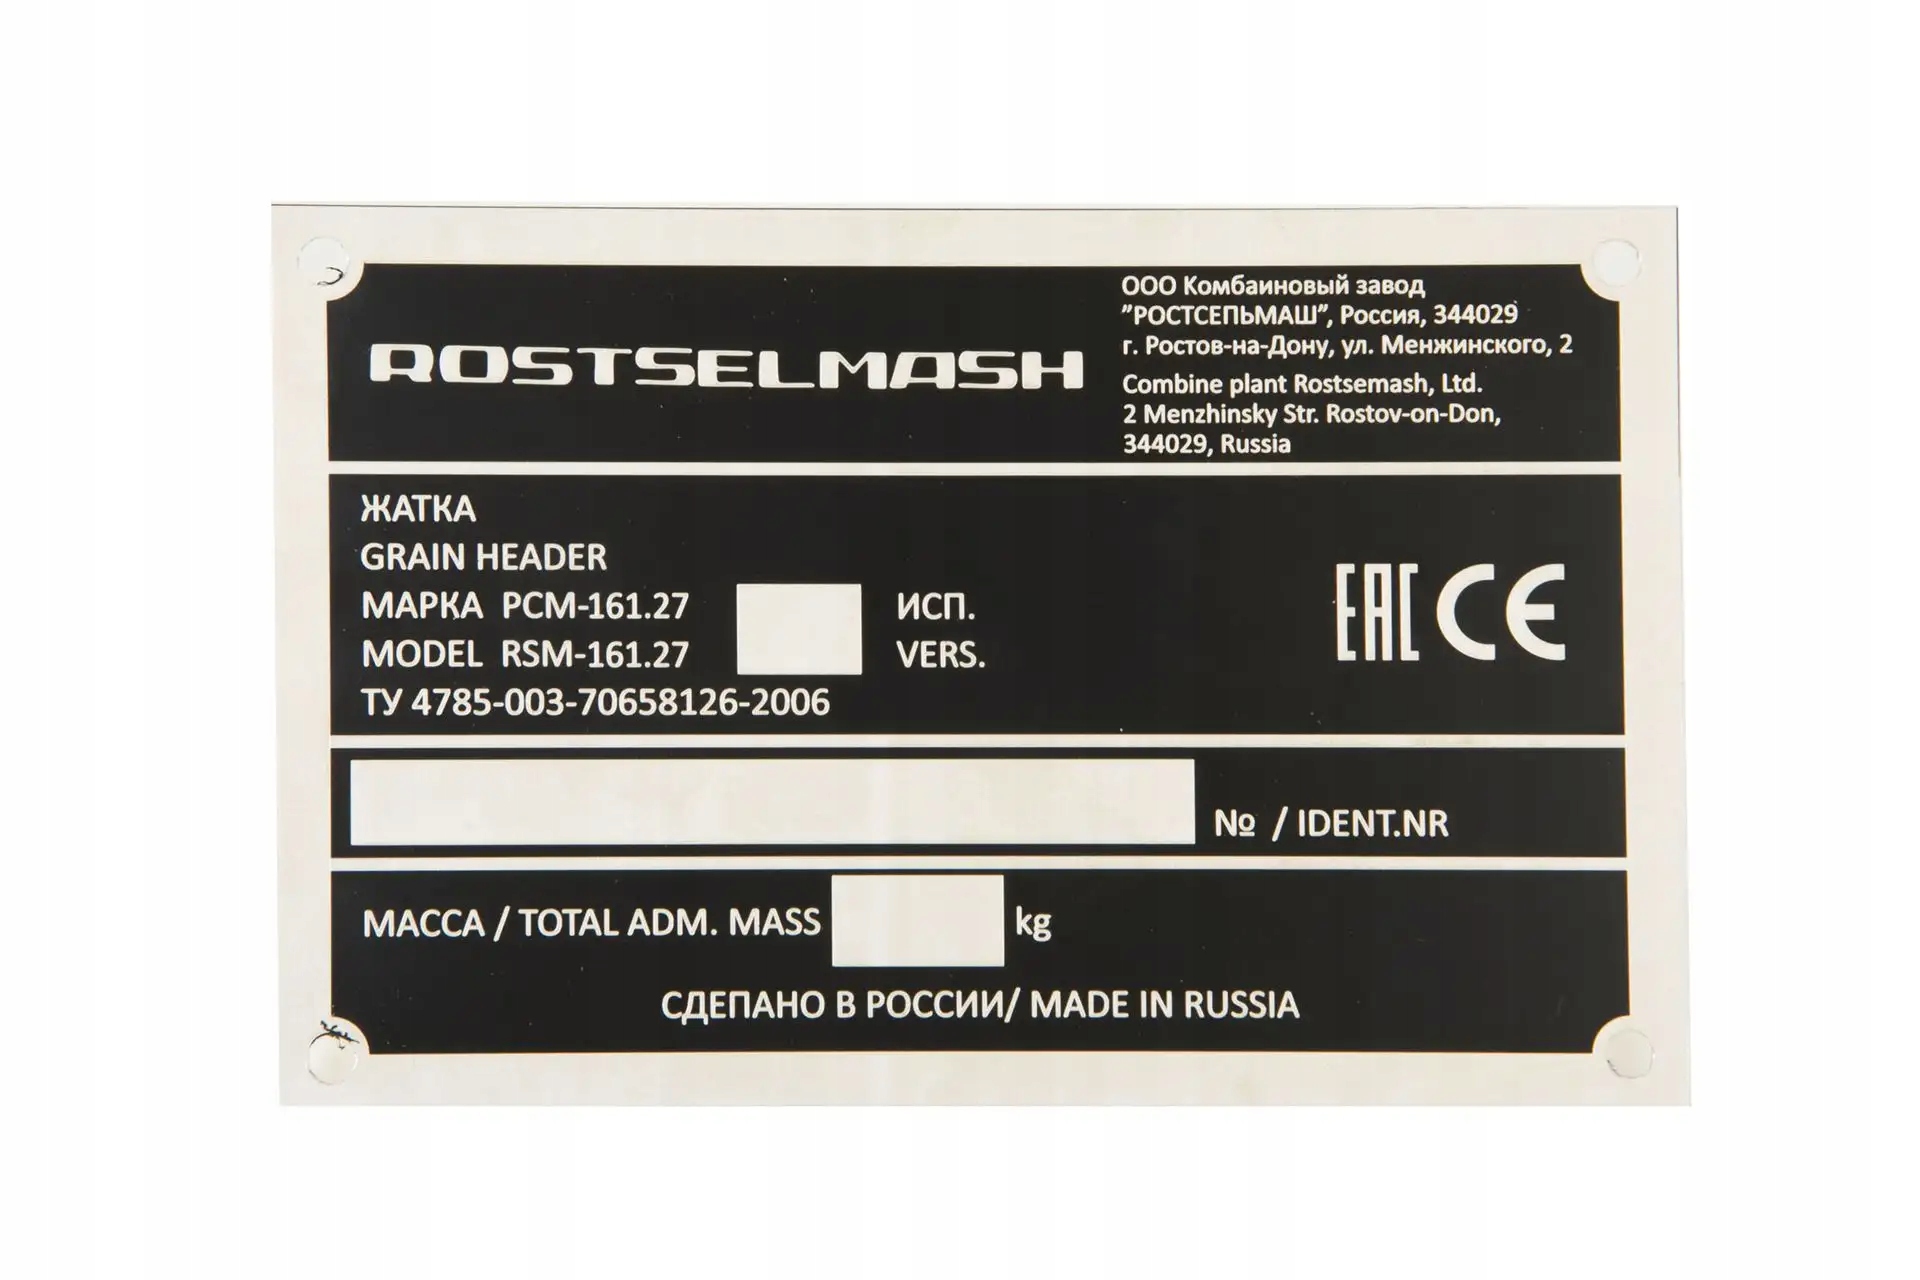 ROSTSELMASH
ООО Комбаиновый завод
”РОСТСЕПЬМАШ”, Россия, 344029
г. Ростов-на-Дону, ул. Менжинского, 2
Combine plant Rostsemash, Ltd.
2 Menzhinsky Str. Rostov-on-Don,
344029, Russia
ЖАТКА
GRAIN HEADER
МАРКА РСМ-161.27 ИСП.
MODEL RSM-161.27 VERS.
ТУ 4785-003-70658126-2006
EAC CE
№ / IDENT.NR
МАССА / TOTAL ADM. MASS kg
СДЕПАНО В РОССИИ/ MADE IN RUSSIA